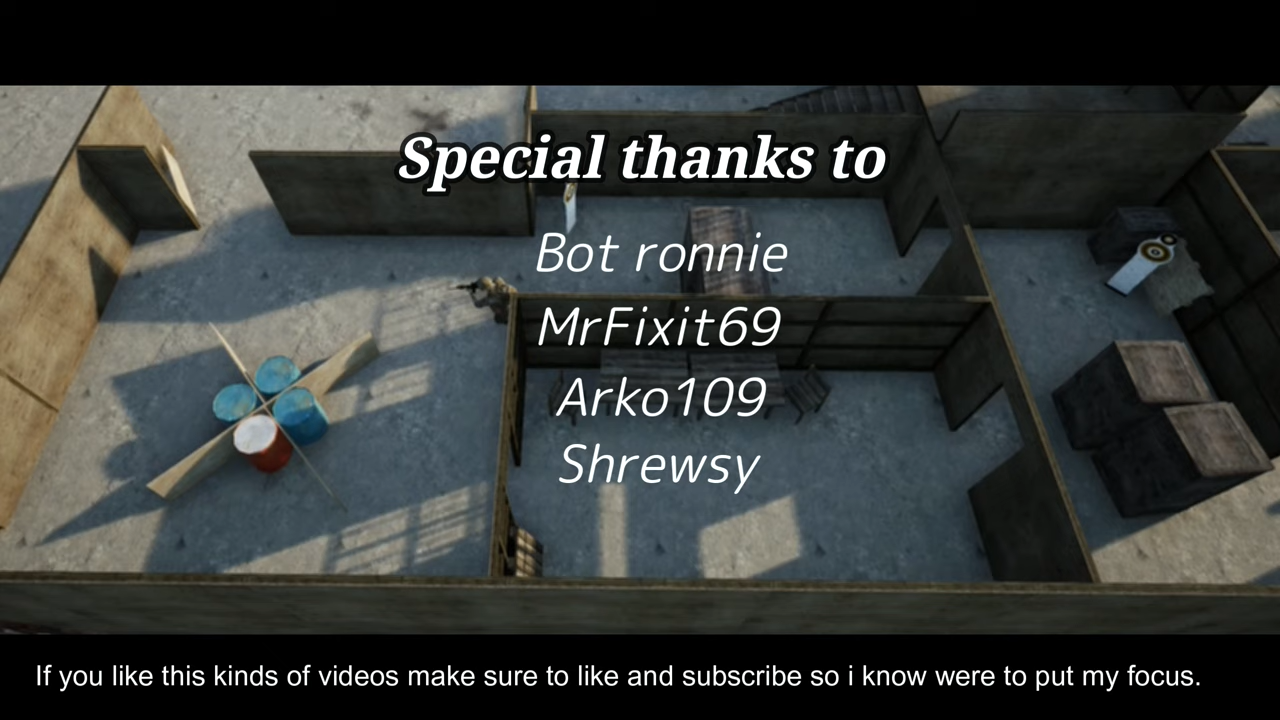 Special thanks to
Bot ronnie
MrFixit69
Arko109
Shrewsy
If you like this kinds of videos make sure to like and subscribe so i know were to put my focus.